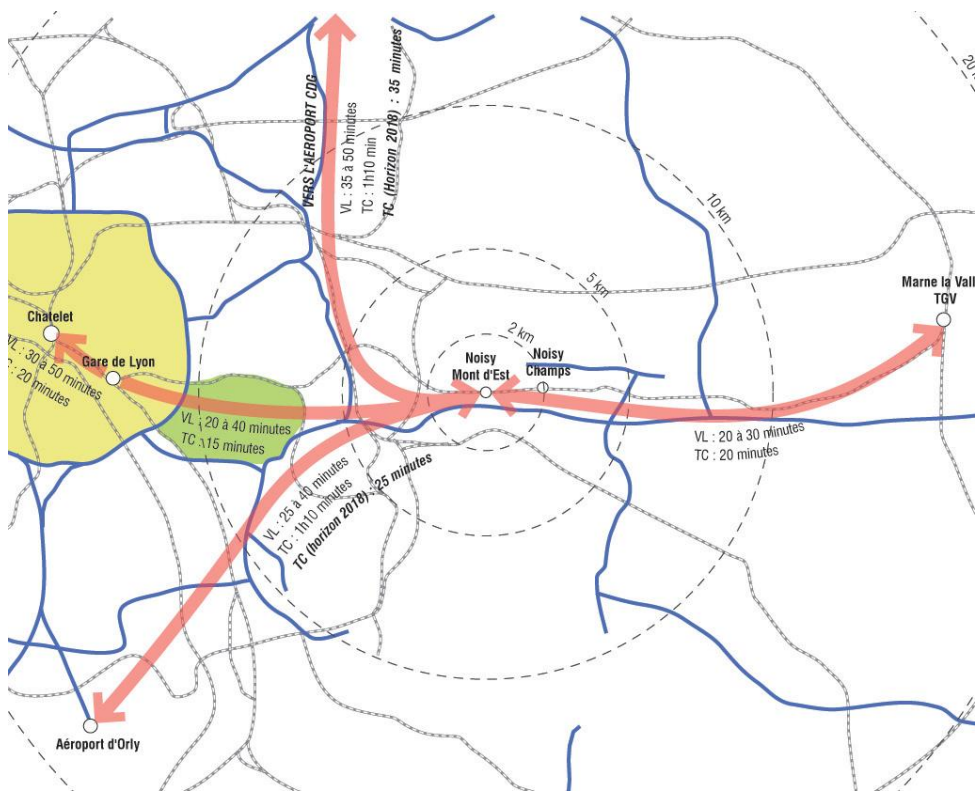 VERS L'AEROPORT CDG
VL : 35 à 50 minutes
TC : 1h10 min
TC (Horizon 2018) : 35 minutes
20
10 km
5 km
2 km
Marne la Vall
TGV
Chatelet
VL : 30 à 50 minutes
: 20 minutes
Gare de Lyon
Noisy
Mont d'Est
Noisy
Champs
VL : 20 à 40 minutes
TC : 15 minutes
VL : 20 à 30 minutes
TC : 20 minutes
VL : 25 à 40 minutes
TC : 1h10 minutes
TC (horizon 2018) : 25 minutes
Aéroport d'Orly